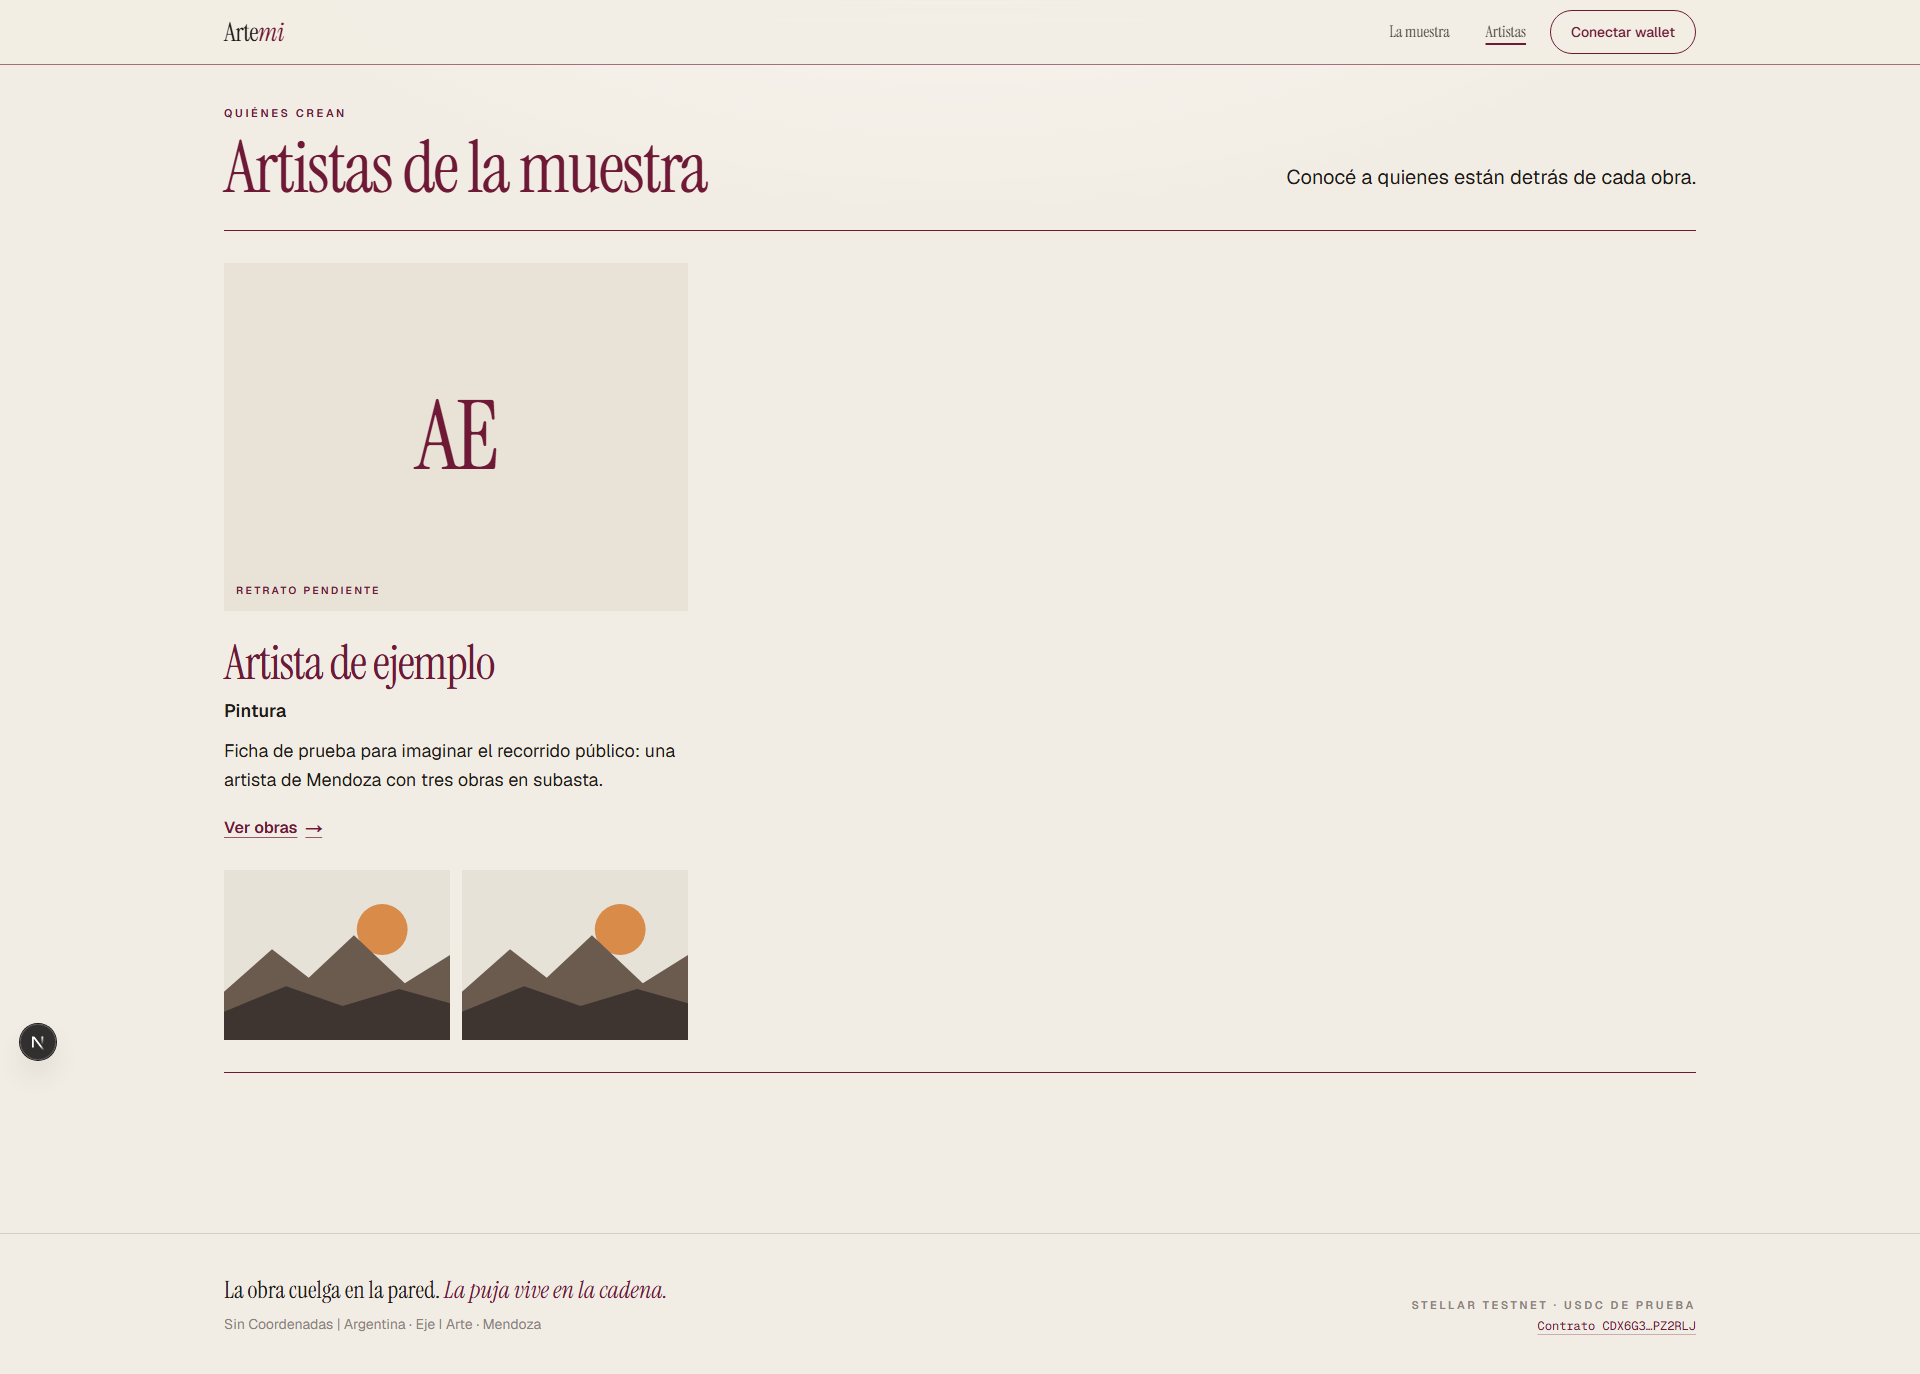 Artemi
La muestra
Artistas
Conectar wallet
QUIÉNES CREAN
Artistas de la muestra
Conocé a quienes están detrás de cada obra.
AE
RETRATO PENDIENTE
Artista de ejemplo
Pintura
Ficha de prueba para imaginar el recorrido público: una
artista de Mendoza con tres obras en subasta.
Ver obras →
N
La obra cuelga en la pared. La puja vive en la cadena.
Sin Coordenadas | Argentina · Eje I Arte · Mendoza
STELLAR TESTNET · USDC DE PRUEBA
Contrato CDX6G3…PZ2RLJ